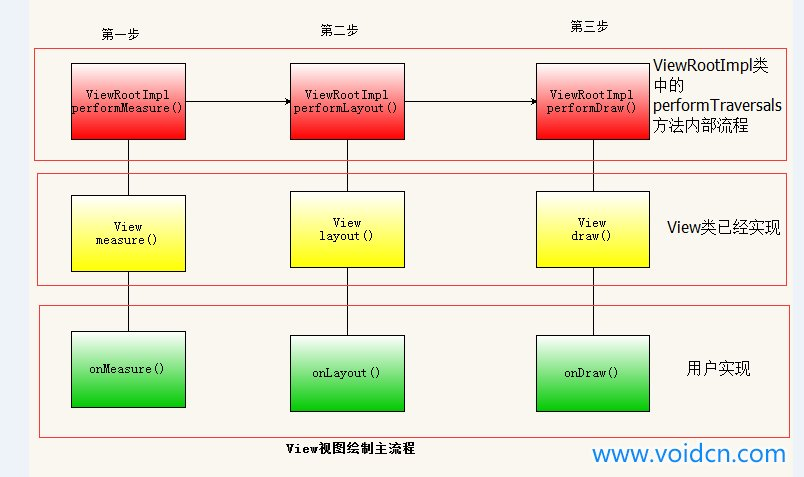 第一步
第二步
第三步
ViewRootImpl
performMeasure()
ViewRootImpl
performLayout()
ViewRootImpl
performDraw()
ViewRootImpl类
中的
performTraversals
方法内部流程
View
measure()
View
layout()
View
draw()
View类已经实现
onMeasure()
onLayout()
onDraw()
用户实现
View视图绘制主流程
www.voidcn.com